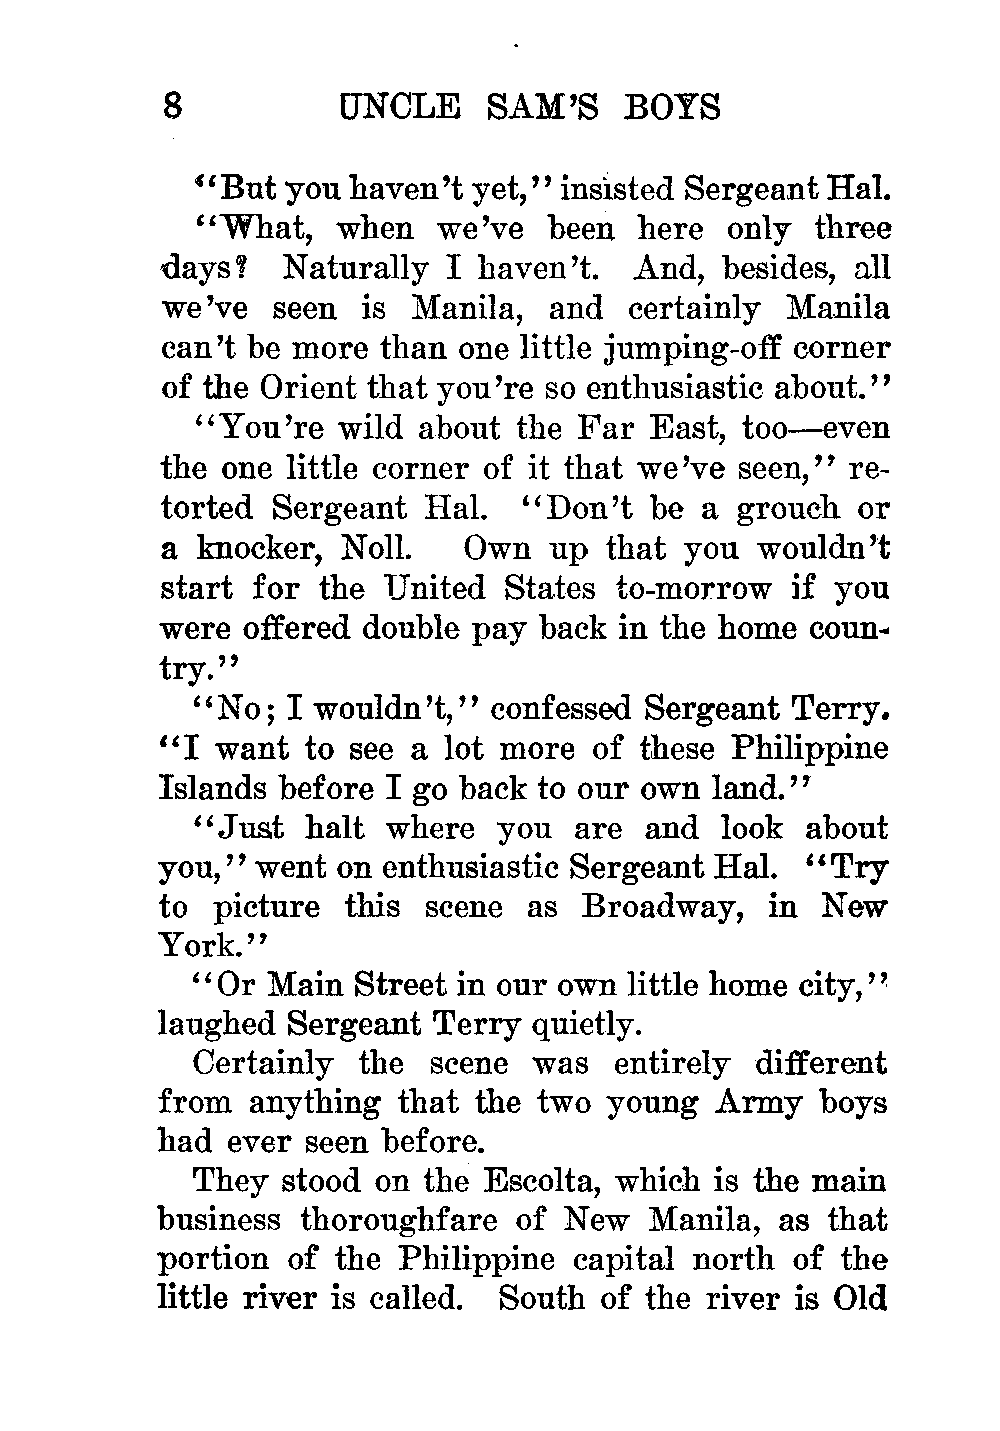 8 UNCLE SAM'S BOYS
"But you haven't yet," insisted Sergeant Hal.
"What, when we've been here only three
days? Naturally I haven't. And, besides, all
we've seen is Manila, and certainly Manila
can't be more than one little jumping-off corner
of the Orient that you're so enthusiastic about."
"You're wild about the Far East, too—even
the one little corner of it that we've seen," re-
torted Sergeant Hal. "Don't be a grouch or
a knocker, Noll. Own up that you wouldn't
start for the United States to-morrow if you
were offered double pay back in the home coun-
try."
"No; I wouldn't," confessed Sergeant Terry.
"I want to see a lot more of these Philippine
Islands before I go back to our own land."
"Just halt where you are and look about
you," went on enthusiastic Sergeant Hal. "Try
to picture this scene as Broadway, in New
York."
"Or Main Street in our own little home city,"
laughed Sergeant Terry quietly.
Certainly the scene was entirely different
from anything that the two young Army boys
had ever seen before.
They stood on the Escolta, which is the main
business thoroughfare of New Manila, as that
portion of the Philippine capital north of the
little river is called. South of the river is Old